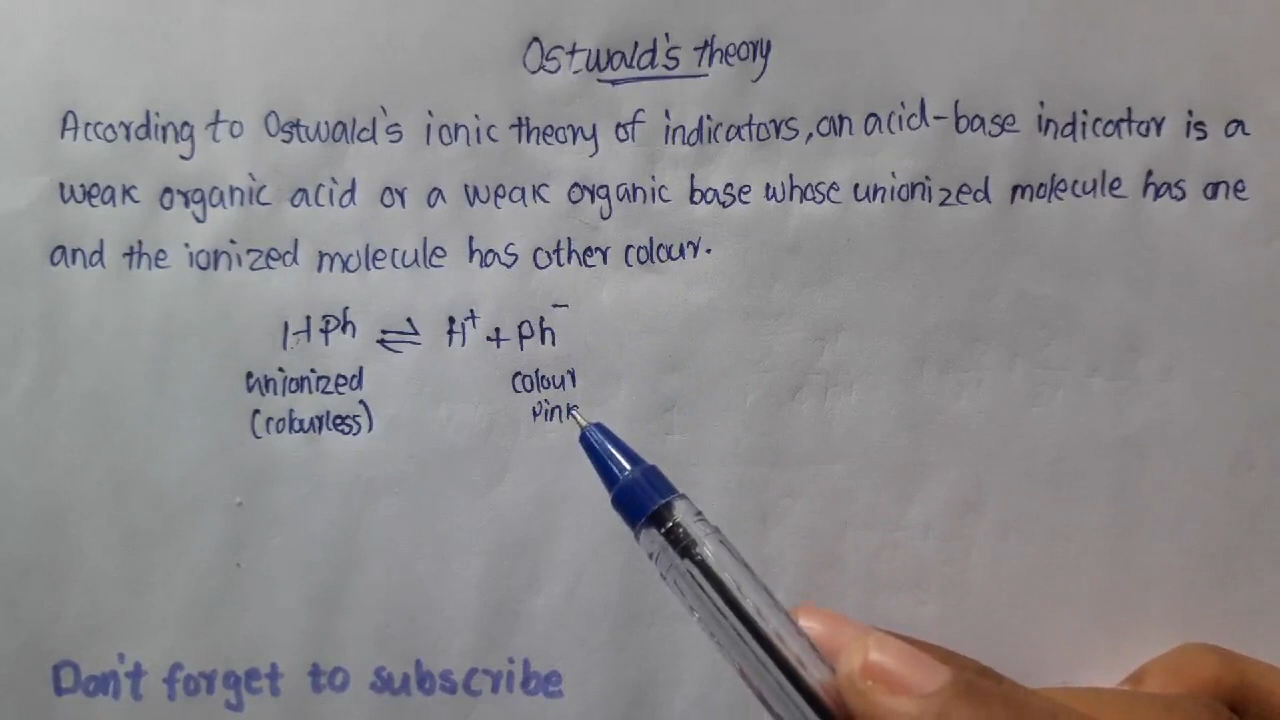 Ostwald's theory
According to Ostwald's ionic theory of indicators, an acid-base indicator is a
weak organic acid or a weak organic base whose unionized molecule has one
and the ionized molecule has other colour.
HPh ⇌ H⁺ + Ph⁻
unionized colour
(colourless) pink
Don't forget to subscribe